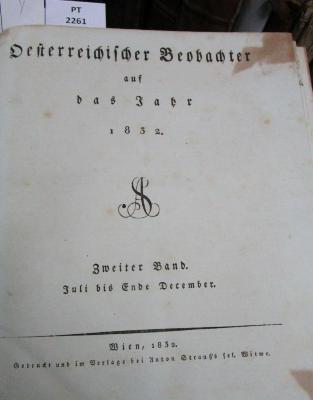 PT
2261
Oesterreichischer Beobachter
auf
das Jahr
1832.
Zweiter Band.
Juli bis Ende December.
Wien, 1832.
Gedruckt und im Verlage bei Anton Strauß's sel. Witwe.